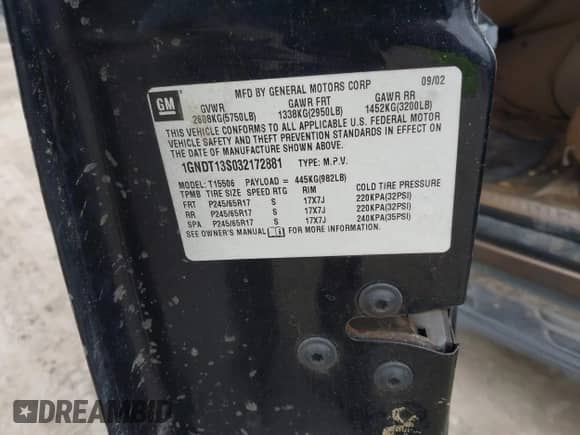 MFD BY GENERAL MOTORS CORP 09/02
GM
GVWR GAWR FRT GAWR RR
2608KG(5750LB) 1338KG(2950LB) 1452KG(3200LB)
THIS VEHICLE CONFORMS TO ALL APPLICABLE U.S. FEDERAL MOTOR
VEHICLE SAFETY AND THEFT PREVENTION STANDARDS IN EFFECT ON
THE DATE OF MANUFACTURE SHOWN ABOVE.
1GNDT13S032172881 TYPE: M.P.V.
MODEL: T15506 PAYLOAD = 445KG(982LB)
TPMB TIRE SIZE SPEED RTG RIM COLD TIRE PRESSURE
FRT P245/65R17 S 17X7J 220KPA(32PSI)
RR P245/65R17 S 17X7J 220KPA(32PSI)
SPA P245/65R17 S 17X7J 240KPA(35PSI)
SEE OWNER'S MANUAL FOR MORE INFORMATION.
DREAMBID